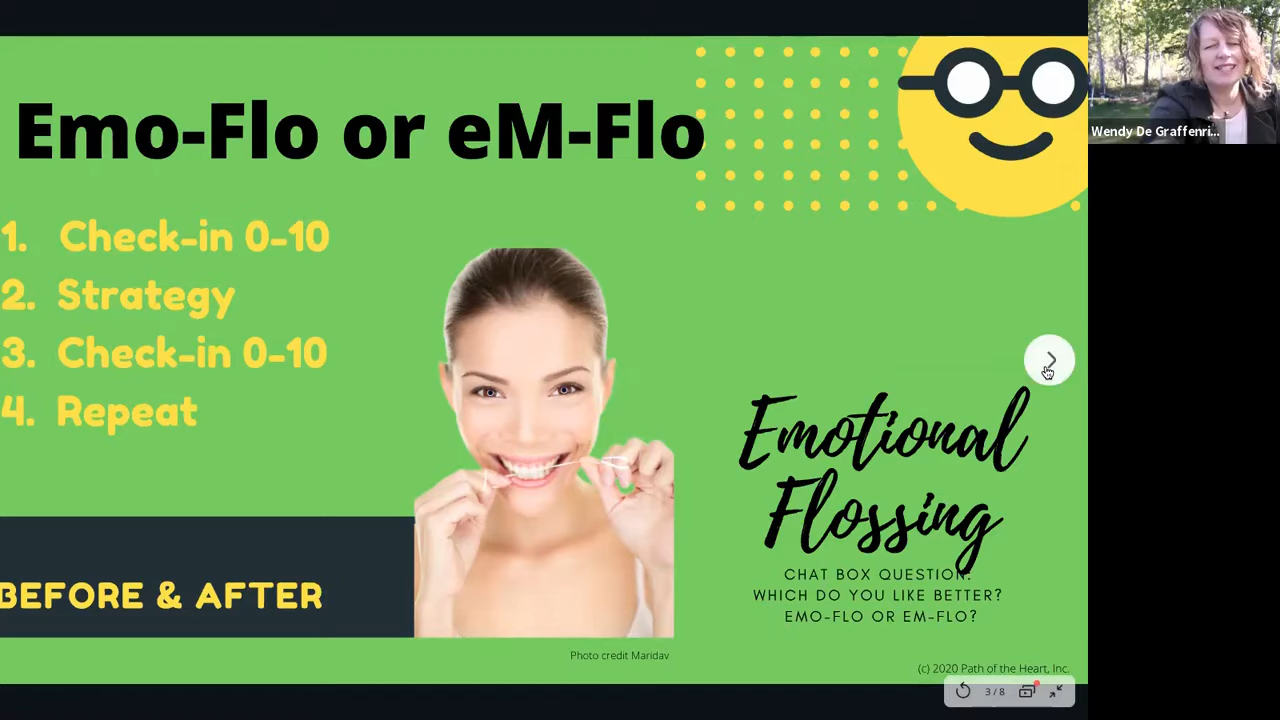 Emo-Flo or eM-Flo
1. Check-in 0-10
2. Strategy
3. Check-in 0-10
4. Repeat
BEFORE & AFTER
Emotional
Flossing
CHAT BOX QUESTION:
WHICH DO YOU LIKE BETTER?
EMO-FLO OR EM-FLO?
Photo credit Maridav
(c) 2020 Path of the Heart, Inc.
3 / 8
Wendy De Graffenri...